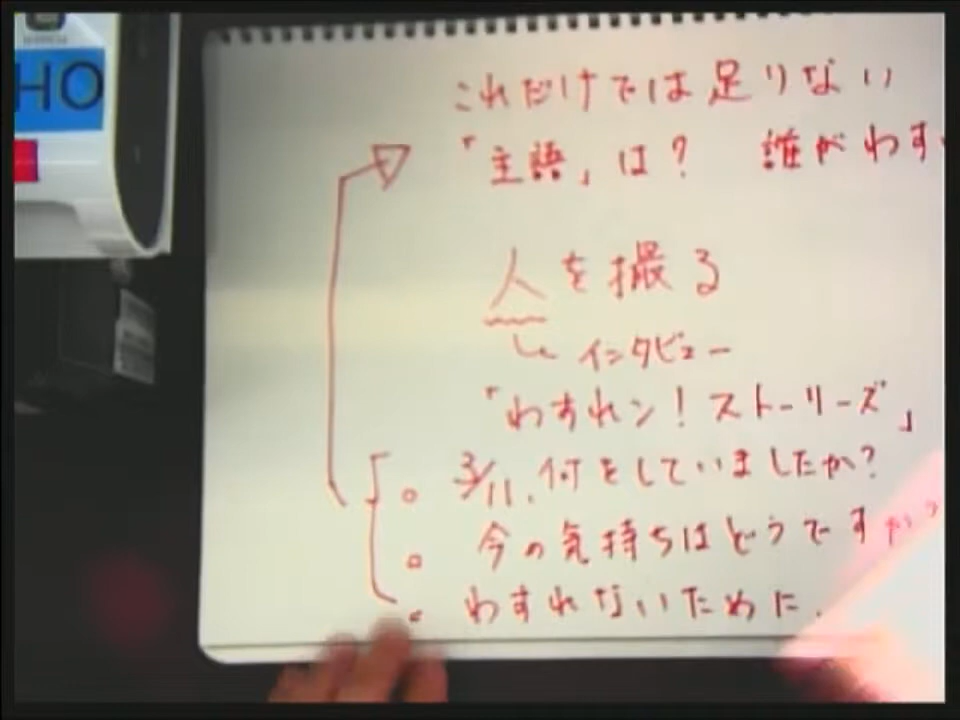 HO
これだけでは足りない
「主語」は? 誰がわす
人を撮る
インタビュー
「わすれン!ストーリーズ」
3/11.何をしていましたか?
今の気持ちはどうですか?
わすれないために.